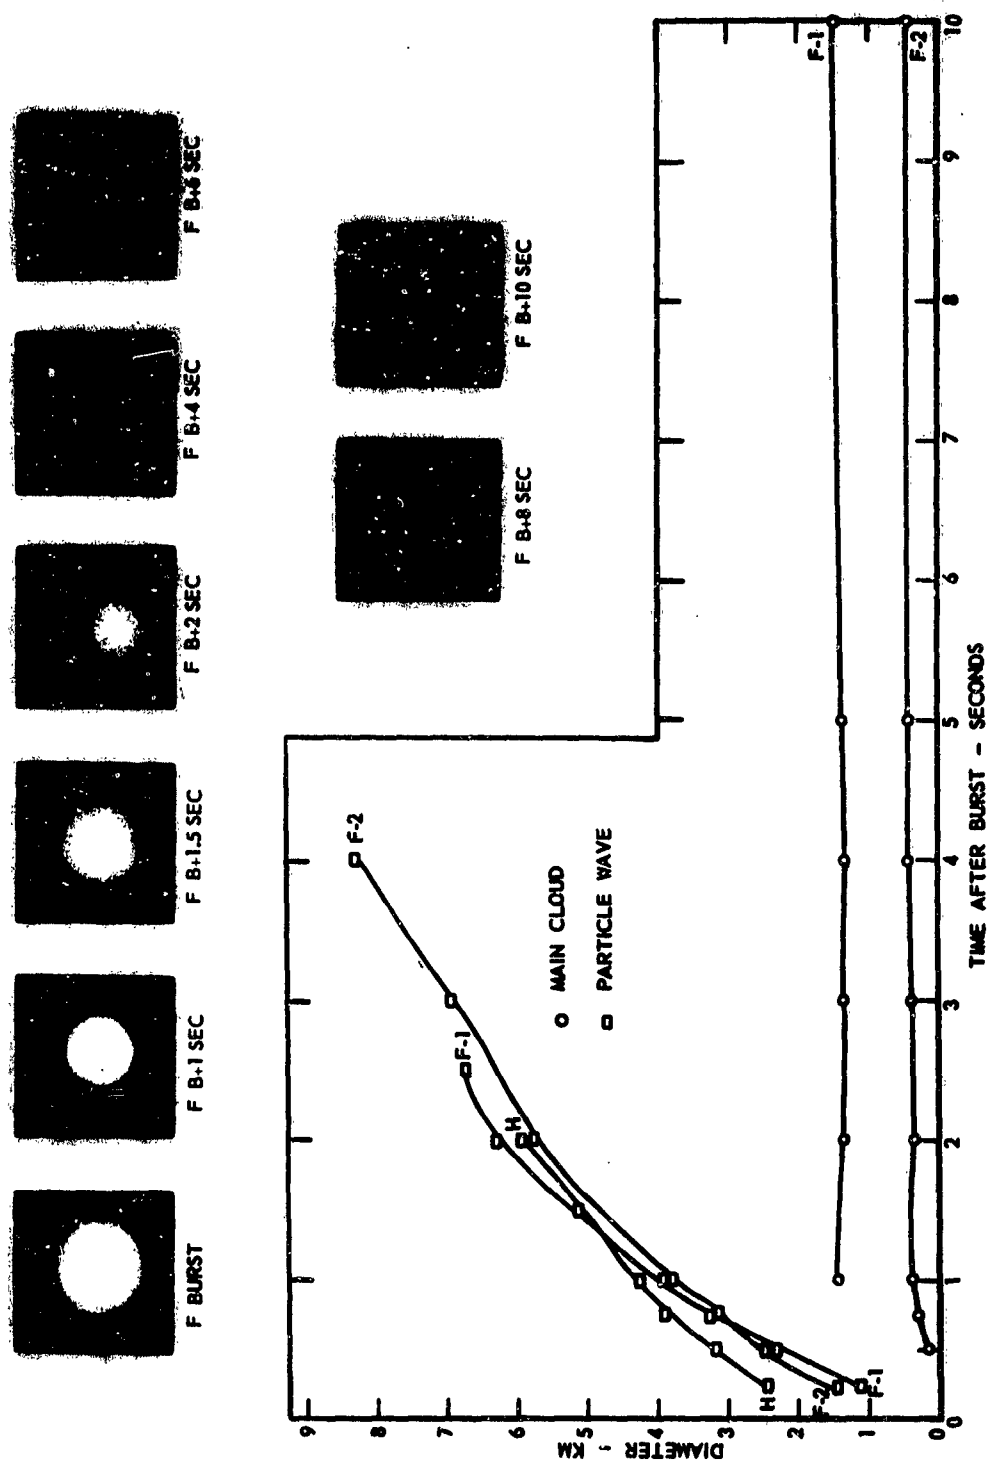 F BURST
F B+1 SEC
F B+1.5 SEC
F B+2 SEC
F B+4 SEC
F B+6 SEC
F B+8 SEC
F B+10 SEC
DIAMETER - KM
9
8
7
6
5
4
3
2
1
0
F-2
F-1
H
○ MAIN CLOUD
□ PARTICLE WAVE
H
F-2
F-1
F-1
F-2
0
1
2
3
4
5
6
7
8
9
10
TIME AFTER BURST - SECONDS